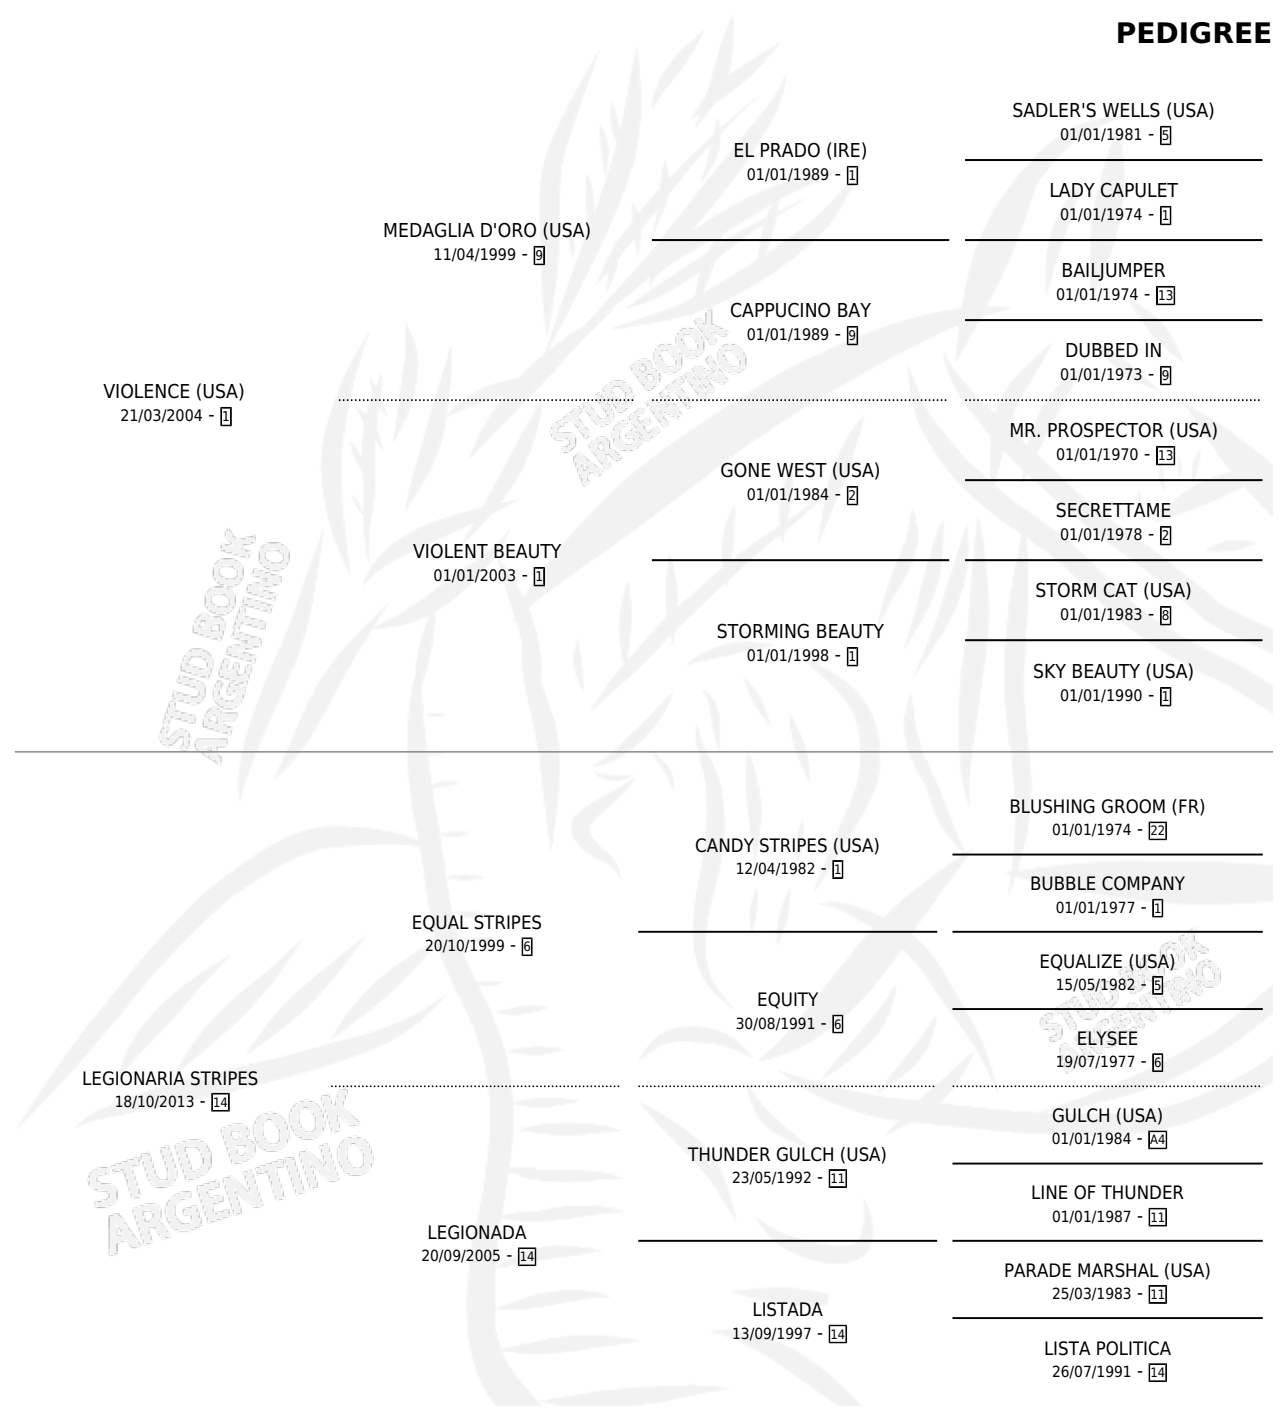 PEDIGREE
SADLER'S WELLS (USA)
01/01/1981 - 5
EL PRADO (IRE)
01/01/1989 - 1
LADY CAPULET
01/01/1974 - 1
MEDAGLIA D'ORO (USA)
11/04/1999 - 9
BAILJUMPER
01/01/1974 - 13
CAPPUCINO BAY
01/01/1989 - 9
DUBBED IN
01/01/1973 - 9
VIOLENCE (USA)
21/03/2004 - 1
MR. PROSPECTOR (USA)
01/01/1970 - 13
GONE WEST (USA)
01/01/1984 - 2
SECRETTAME
01/01/1978 - 2
VIOLENT BEAUTY
01/01/2003 - 1
STORM CAT (USA)
01/01/1983 - 8
STORMING BEAUTY
01/01/1998 - 1
SKY BEAUTY (USA)
01/01/1990 - 1
BLUSHING GROOM (FR)
01/01/1974 - 22
CANDY STRIPES (USA)
12/04/1982 - 1
BUBBLE COMPANY
01/01/1977 - 1
EQUAL STRIPES
20/10/1999 - 6
EQUALIZE (USA)
15/05/1982 - 5
EQUITY
30/08/1991 - 6
ELYSEE
19/07/1977 - 6
LEGIONARIA STRIPES
18/10/2013 - 14
GULCH (USA)
01/01/1984 - A4
THUNDER GULCH (USA)
23/05/1992 - 11
LINE OF THUNDER
01/01/1987 - 11
LEGIONADA
20/09/2005 - 14
PARADE MARSHAL (USA)
25/03/1983 - 11
LISTADA
13/09/1997 - 14
LISTA POLITICA
26/07/1991 - 14
STUD BOOK
ARGENTINO
STUD BOOK
ARGENTINO
STUD BOOK
ARGENTINO
STUD BOOK
ARGENTINO